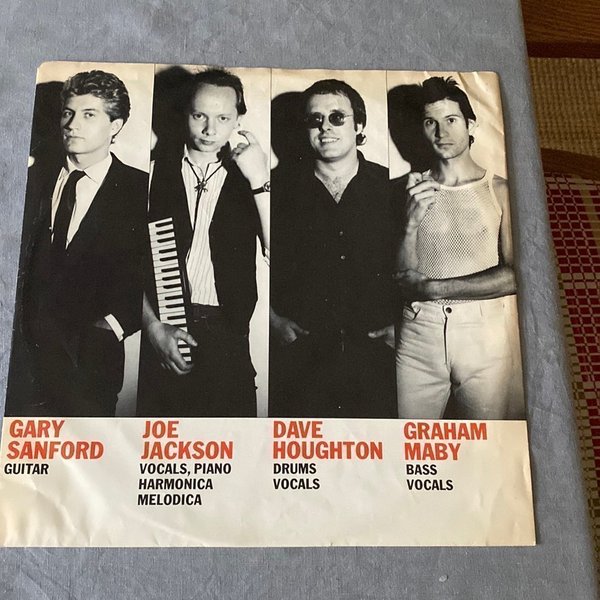 GARY
SANFORD
GUITAR
JOE
JACKSON
VOCALS, PIANO
HARMONICA
MELODICA
DAVE
HOUGHTON
DRUMS
VOCALS
GRAHAM
MABY
BASS
VOCALS